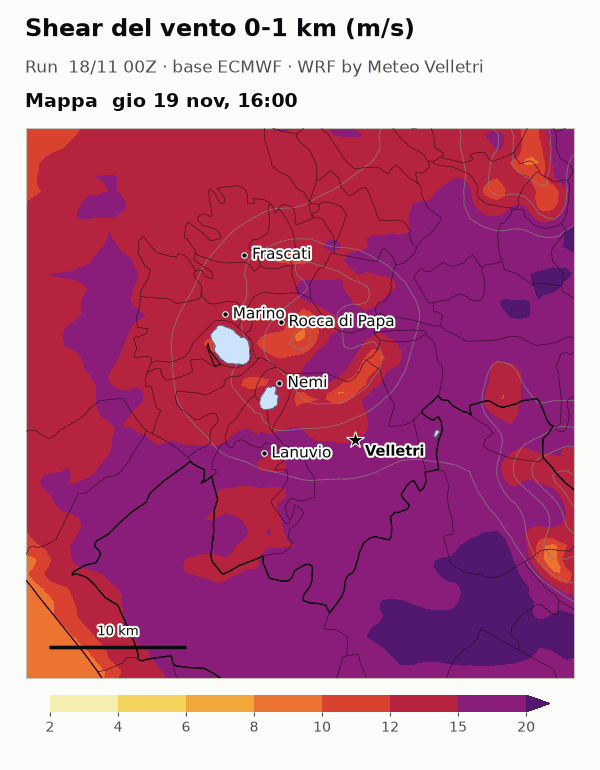 Shear del vento 0-1 km (m/s)
Run  18/11 00Z · base ECMWF · WRF by Meteo Velletri
Mappa  gio 19 nov, 16:00
Frascati
Marino
Rocca di Papa
Nemi
Velletri
Lanuvio
10 km
2 4 6 8 10 12 15 20